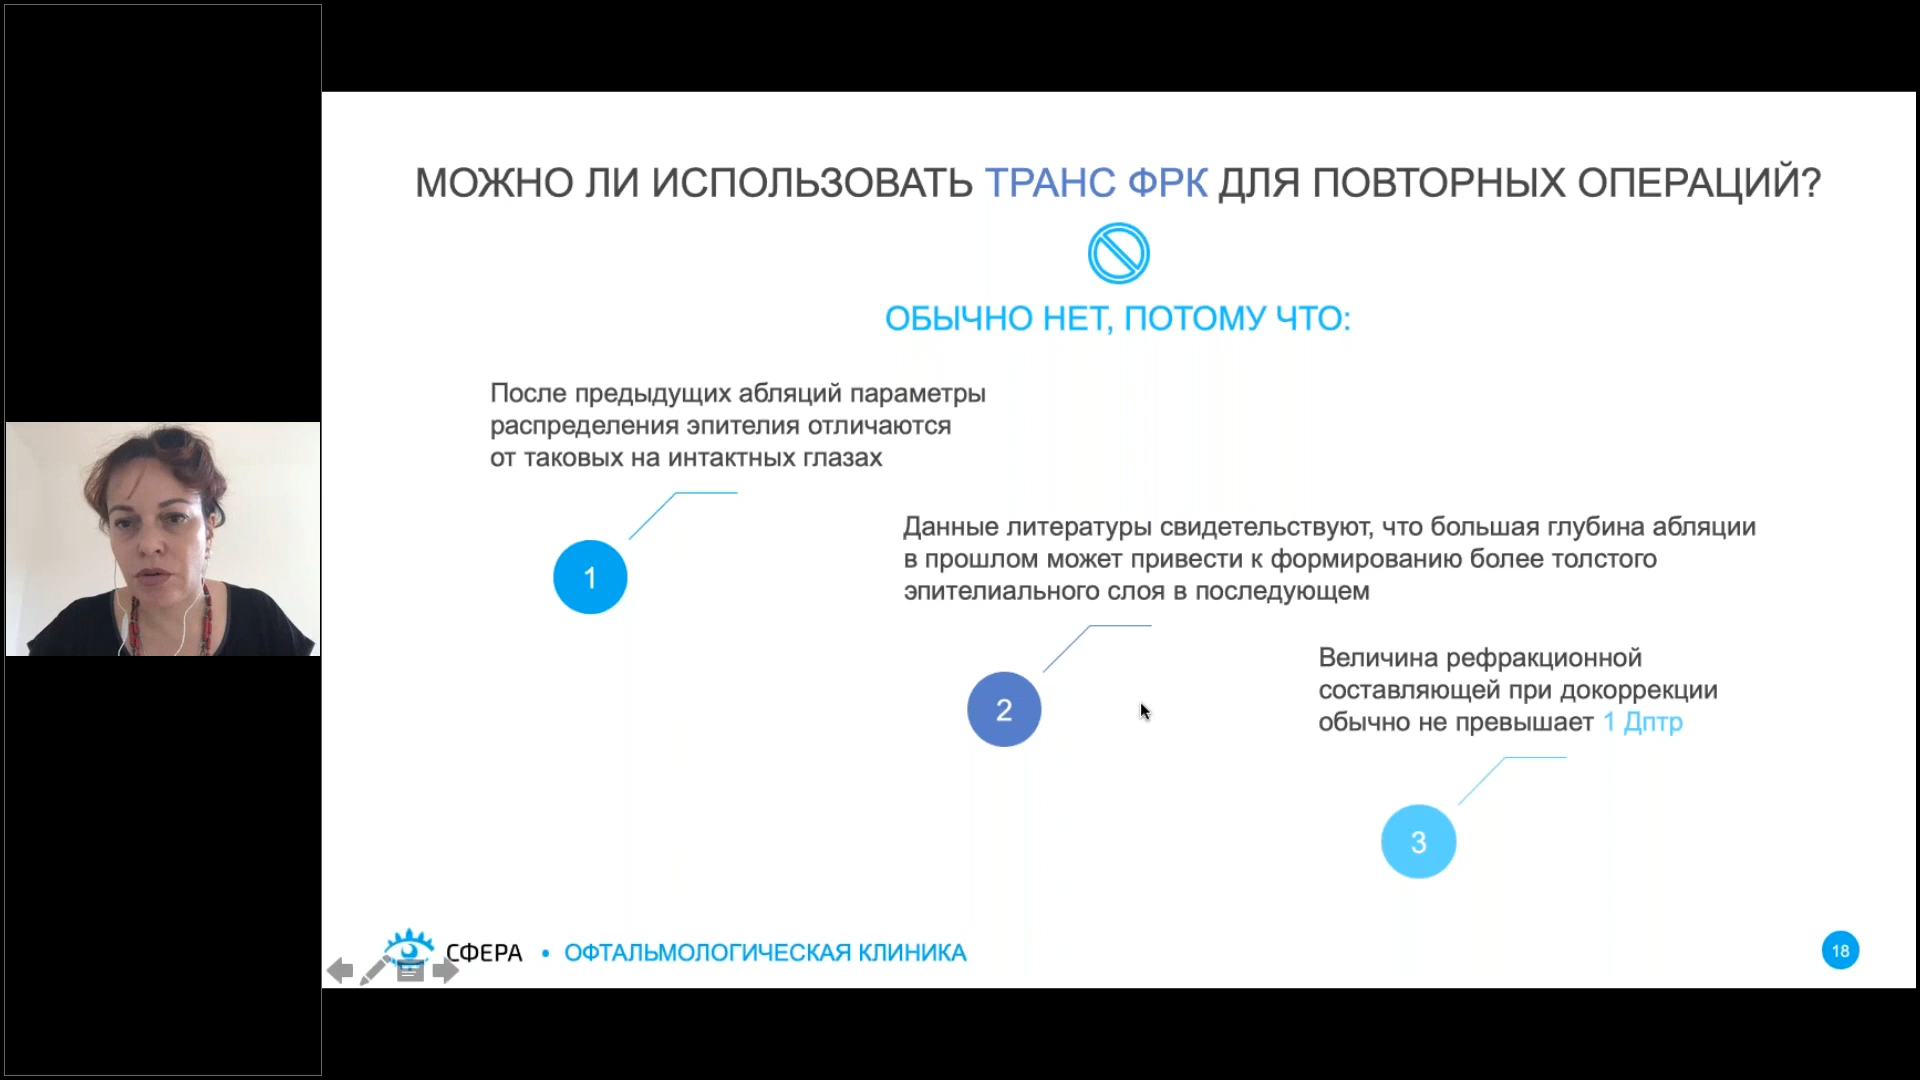 МОЖНО ЛИ ИСПОЛЬЗОВАТЬ ТРАНС ФРК ДЛЯ ПОВТОРНЫХ ОПЕРАЦИЙ?
ОБЫЧНО НЕТ, ПОТОМУ ЧТО:
После предыдущих абляций параметры
распределения эпителия отличаются
от таковых на интактных глазах
1
Данные литературы свидетельствуют, что большая глубина абляции
в прошлом может привести к формированию более толстого
эпителиального слоя в последующем
2
Величина рефракционной
составляющей при докоррекции
обычно не превышает 1 Дптр
3
СФЕРА • ОФТАЛЬМОЛОГИЧЕСКАЯ КЛИНИКА
18